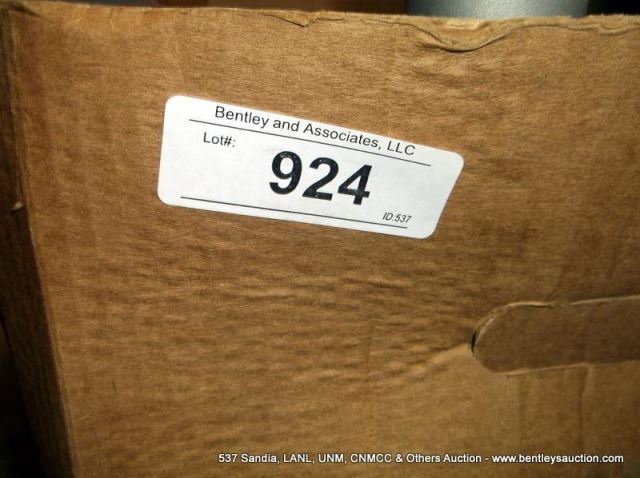 Bentley and Associates, LLC
Lot#:
924
ID:537
537 Sandia, LANL, UNM, CNMCC & Others Auction - www.bentleysauction.com